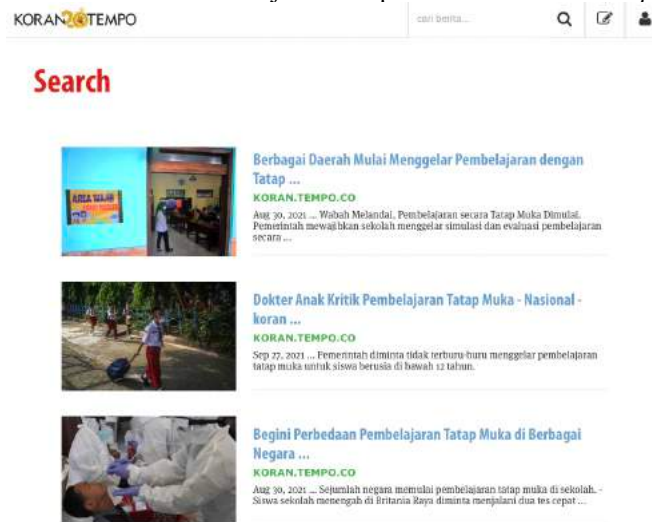 KORAN TEMPO
cari berita...
Search
Berbagai Daerah Mulai Menggelar Pembelajaran dengan
Tatap ...
KORAN.TEMPO.CO
Aug 30, 2021 ... Wabah Melandai, Pembelajaran secara Tatap Muka Dimulai.
Pemerintah mewajibkan sekolah menggelar simulasi dan evaluasi pembelajaran
secara ...
Dokter Anak Kritik Pembelajaran Tatap Muka - Nasional -
koran ...
KORAN.TEMPO.CO
Sep 27, 2021 ... Pemerintah diminta tidak terburu-buru menggelar pembelajaran
tatap muka untuk siswa berusia di bawah 12 tahun.
Begini Perbedaan Pembelajaran Tatap Muka di Berbagai
Negara ...
KORAN.TEMPO.CO
Aug 30, 2021 ... Sejumlah negara memulai pembelajaran tatap muka di sekolah. -
Siswa sekolah menengah di Britania Raya diminta menjalani dua tes cepat ...